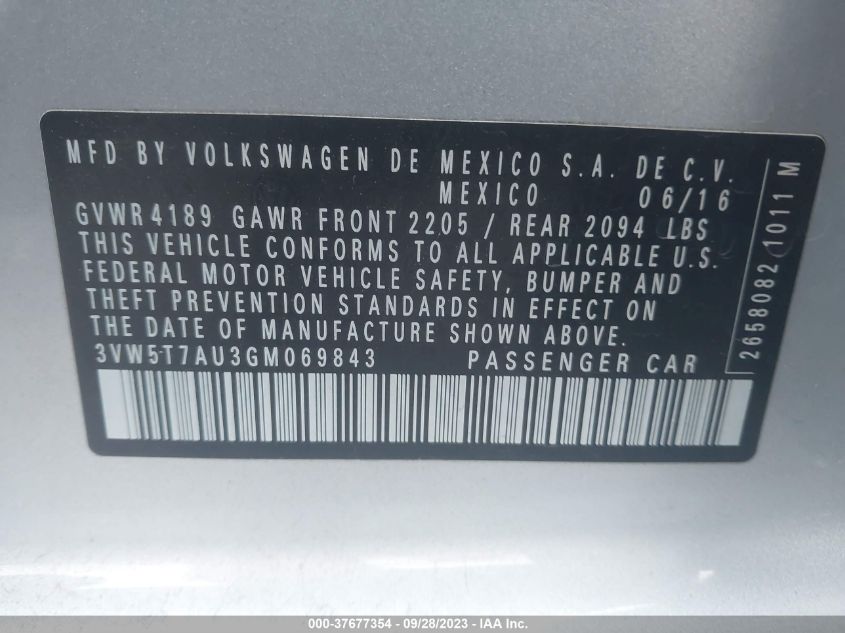 MFD BY VOLKSWAGEN DE MEXICO S.A. DE C.V.
MEXICO 06/16
GVWR 4189 GAWR FRONT 2205 / REAR 2094 LBS
THIS VEHICLE CONFORMS TO ALL APPLICABLE U.S.
FEDERAL MOTOR VEHICLE SAFETY, BUMPER AND
THEFT PREVENTION STANDARDS IN EFFECT ON
THE DATE OF MANUFACTURE SHOWN ABOVE.
3VW5T7AU3GM069843 PASSENGER CAR
2658082 1011 M
000-37677354 - 09/28/2023 - IAA Inc.